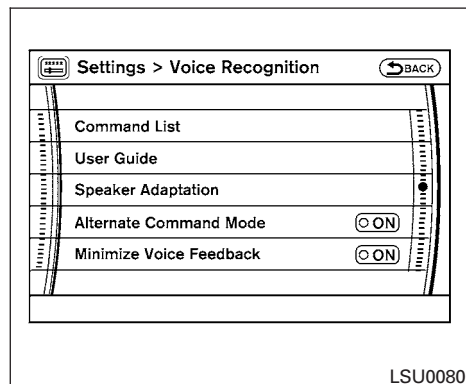 Settings > Voice Recognition BACK
Command List
User Guide
Speaker Adaptation
Alternate Command Mode ON
Minimize Voice Feedback ON
LSU0080